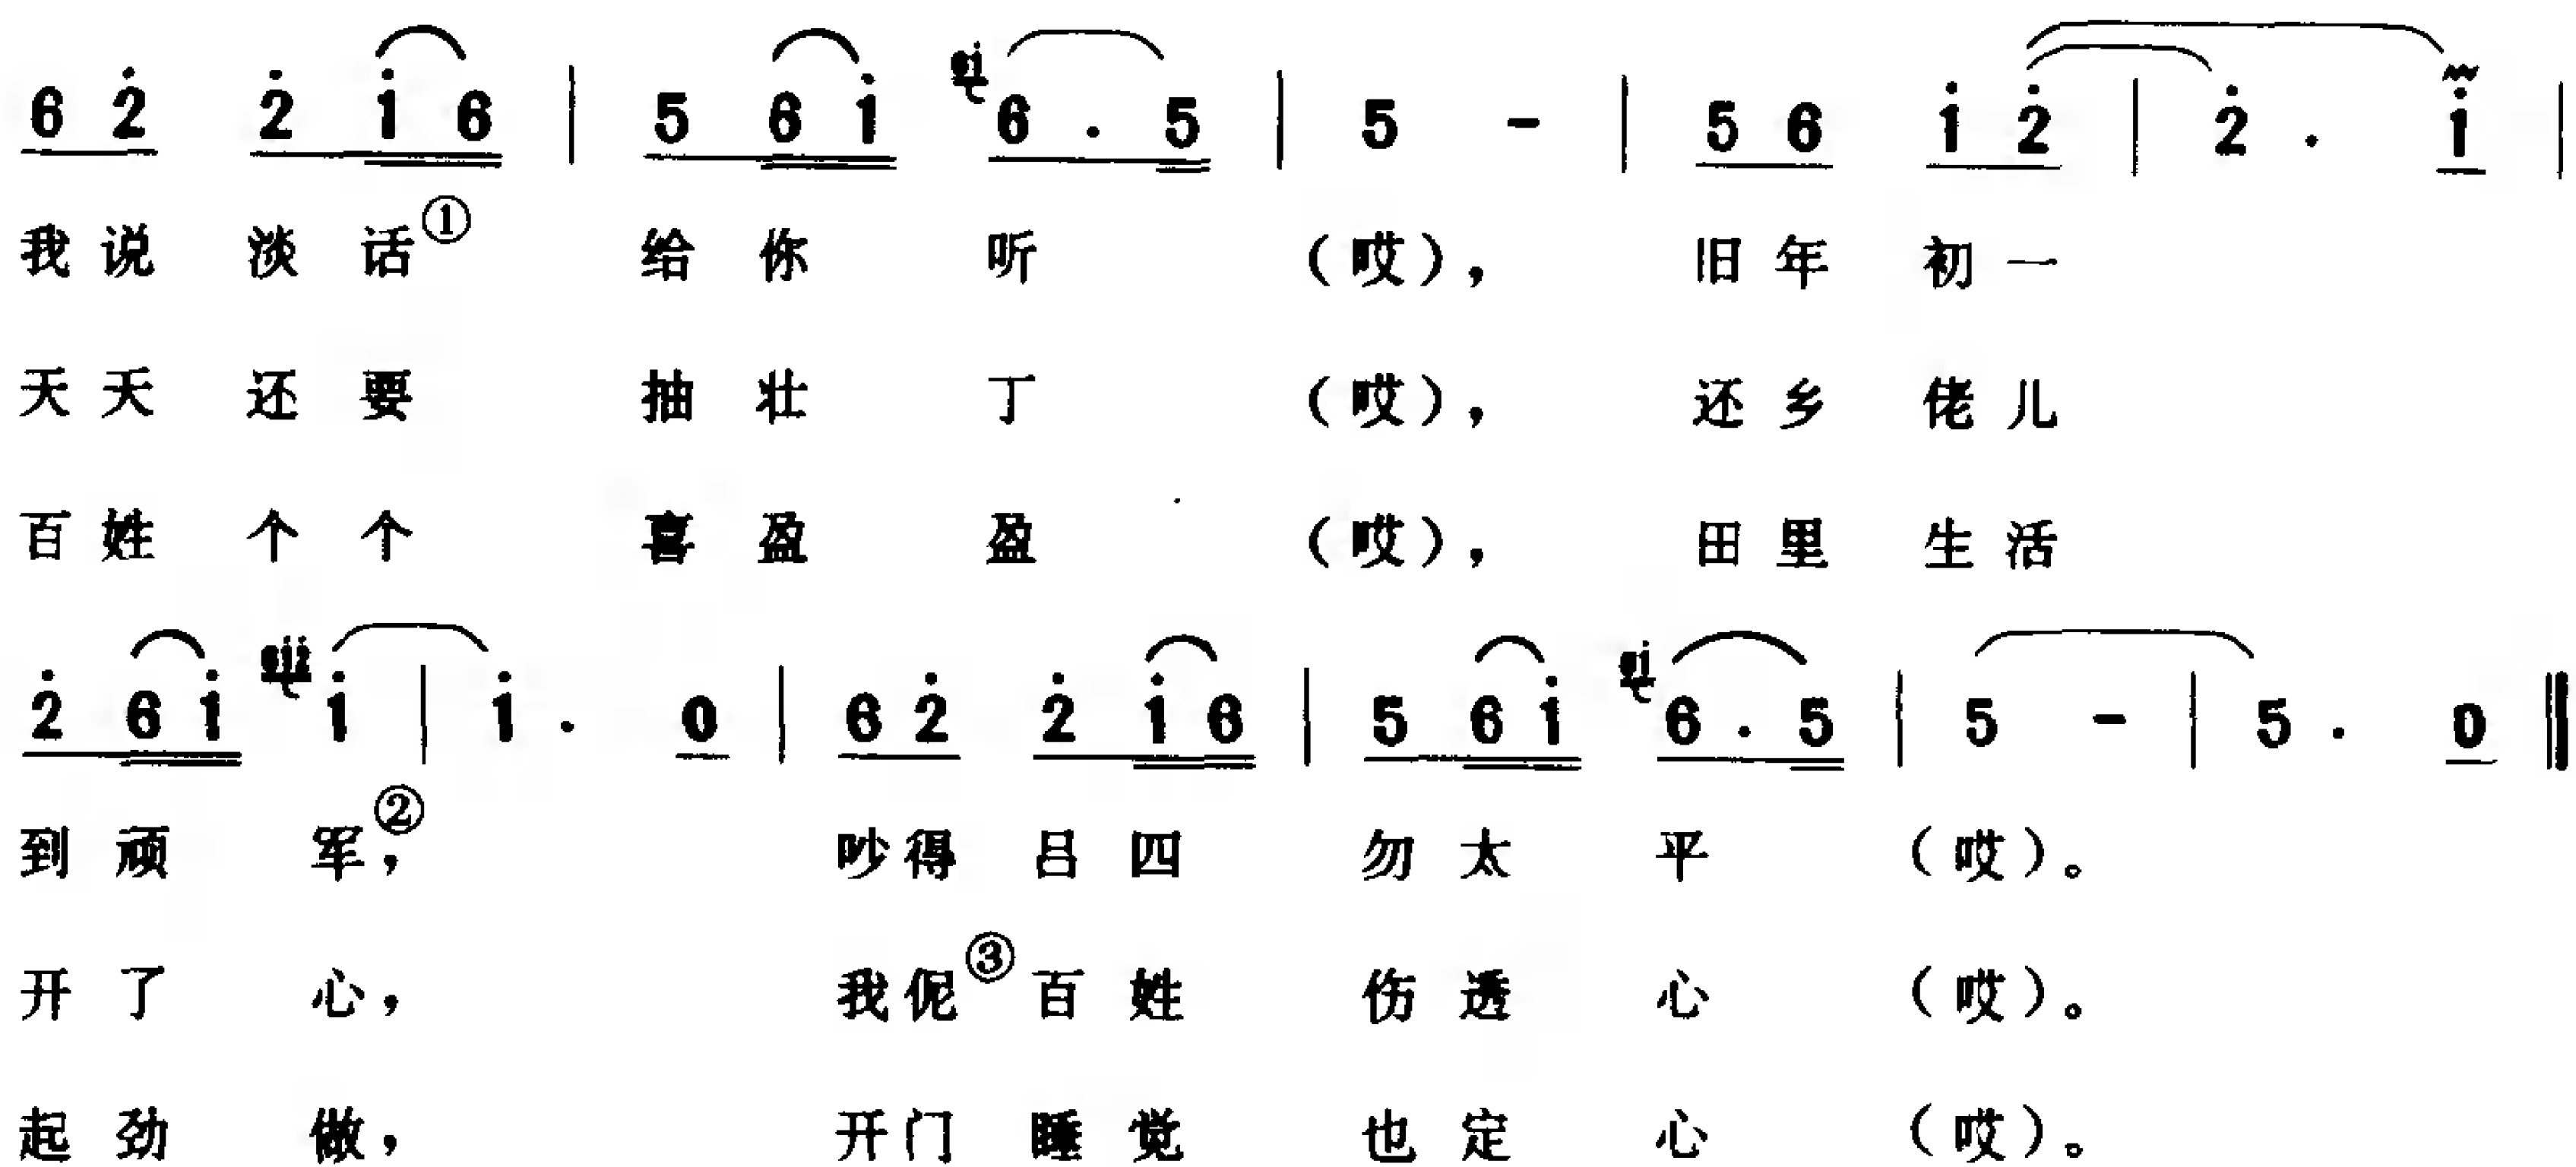 6 2̇ 2̇ 1̇ 6 | 5 6 1̇ 6 . 5 | 5 - | 5 6 1̇ 2̇ | 2̇ . 1̇ |
我说淡话① 给你听(哎),旧年初一
天天还要 抽壮丁(哎),还乡佬儿
百姓个个 喜盈盈(哎),田里生活
2̇ 6 1̇ 1̇ | 1̇ . 0 | 6 2̇ 2̇ 1̇ 6 | 5 6 1̇ 6 . 5 | 5 - | 5 . 0 ‖
到顽军,② 吵得吕四勿太平(哎)。
开了心, 我伲③百姓伤透心(哎)。
起劲做, 开门睡觉也定心(哎)。